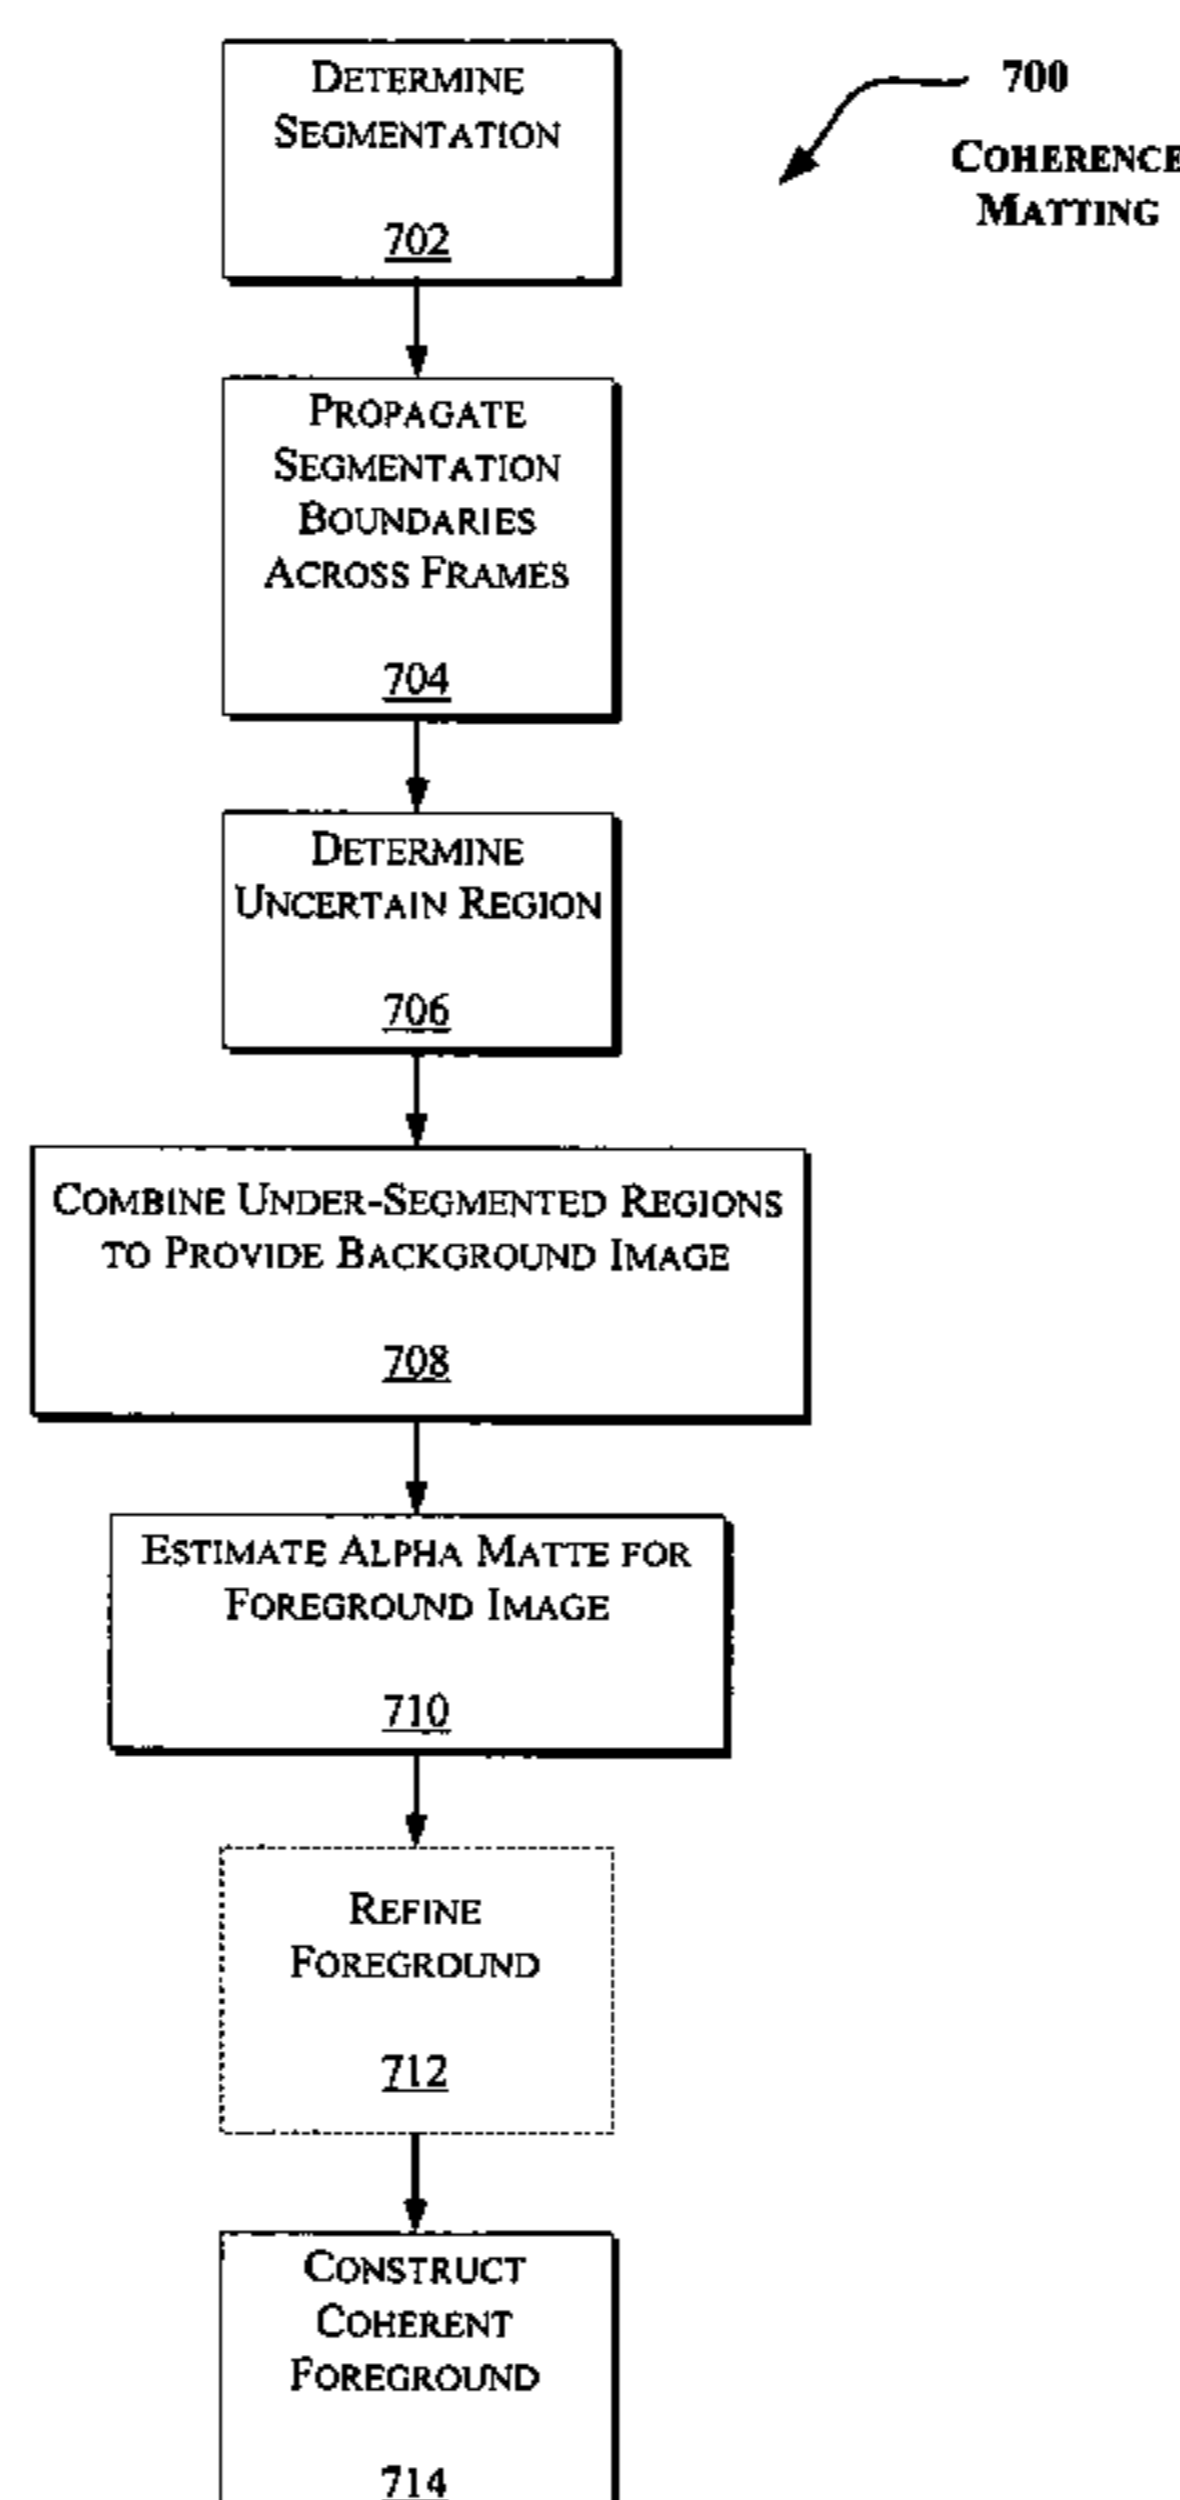 DETERMINE
SEGMENTATION
702
700
COHERENCE
MATTING
PROPAGATE
SEGMENTATION
BOUNDARIES
ACROSS FRAMES
704
DETERMINE
UNCERTAIN REGION
706
COMBINE UNDER-SEGMENTED REGIONS
TO PROVIDE BACKGROUND IMAGE
708
ESTIMATE ALPHA MATTE FOR
FOREGROUND IMAGE
710
REFINE
FOREGROUND
712
CONSTRUCT
COHERENT
FOREGROUND
714